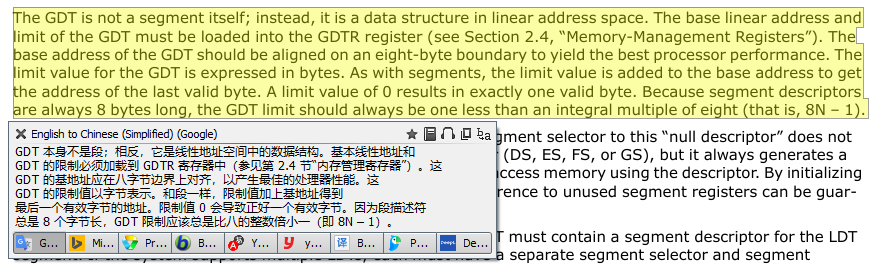 The GDT is not a segment itself; instead, it is a data structure in linear address space. The base linear address and
limit of the GDT must be loaded into the GDTR register (see Section 2.4, “Memory-Management Registers”). The
base address of the GDT should be aligned on an eight-byte boundary to yield the best processor performance. The
limit value for the GDT is expressed in bytes. As with segments, the limit value is added to the base address to get
the address of the last valid byte. A limit value of 0 results in exactly one valid byte. Because segment descriptors
are always 8 bytes long, the GDT limit should always be one less than an integral multiple of eight (that is, 8N – 1).
English to Chinese (Simplified) (Google)
GDT 本身不是段；相反，它是线性地址空间中的数据结构。基本线性地址和
GDT 的限制必须加载到 GDTR 寄存器中（参见第 2.4 节“内存管理寄存器”）。这
GDT 的基地址应在八字节边界上对齐，以产生最佳的处理器性能。这
GDT 的限制值以字节表示。和段一样，限制值加上基地址得到
最后一个有效字节的地址。限制值 0 会导致正好一个有效字节。因为段描述符
总是 8 个字节长，GDT 限制应该总是比八的整数倍小一（即 8N – 1）。
G... Mi... Pr... B... Y... y... B... P... De...
gment selector to this “null descriptor” does not
(DS, ES, FS, or GS), but it always generates a
access memory using the descriptor. By initializing
rence to unused segment registers can be guar-
T must contain a segment descriptor for the LDT
separate segment selector and segment